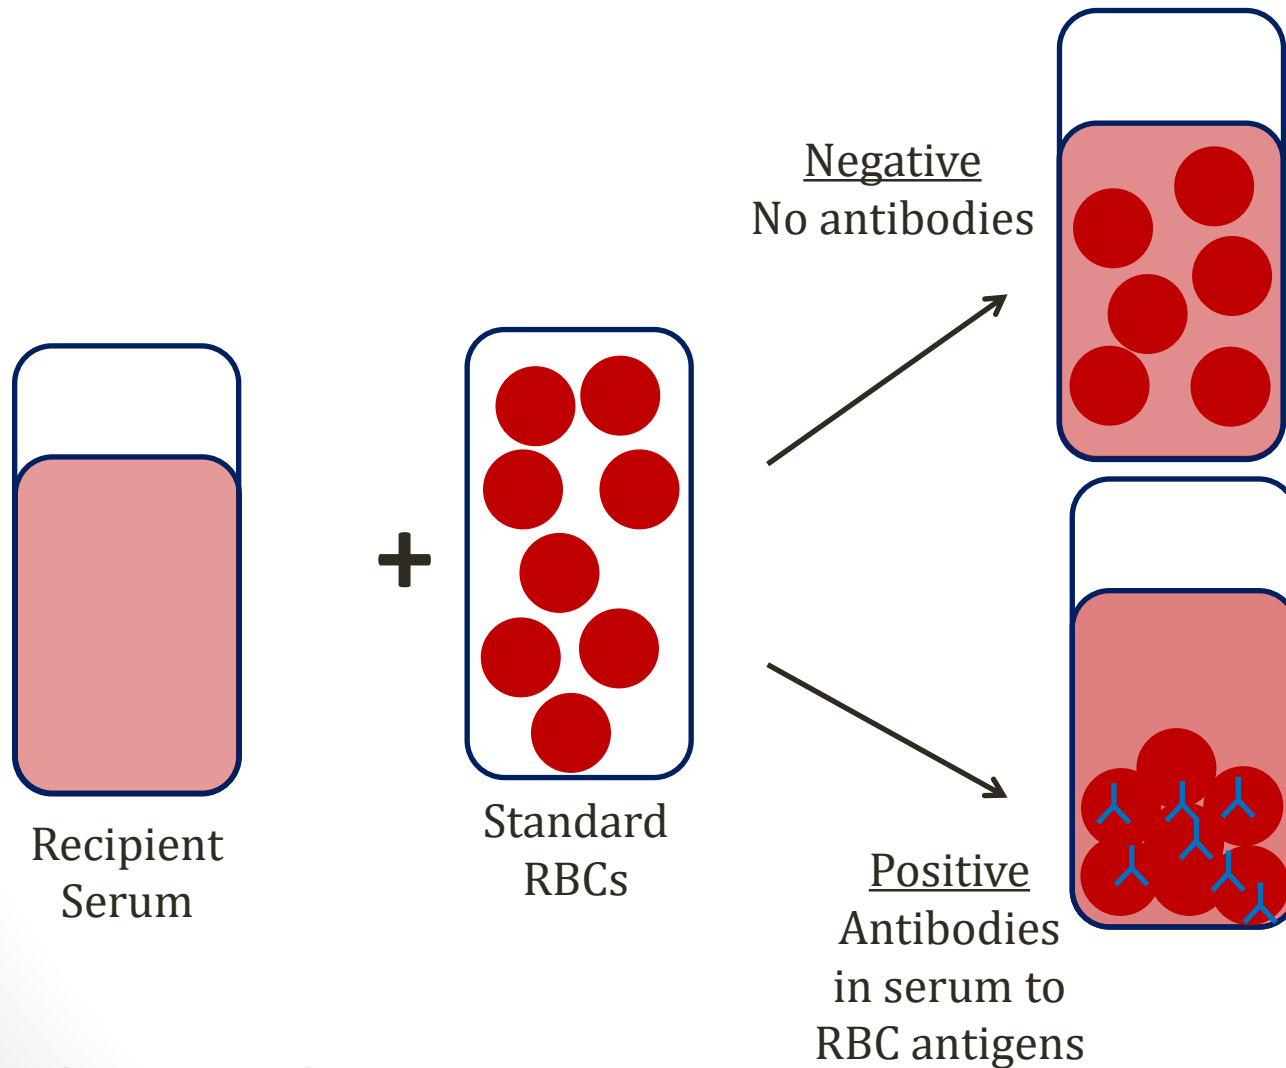 Negative
No antibodies
+
Recipient
Serum
Standard
RBCs
Positive
Antibodies
in serum to
RBC antigens